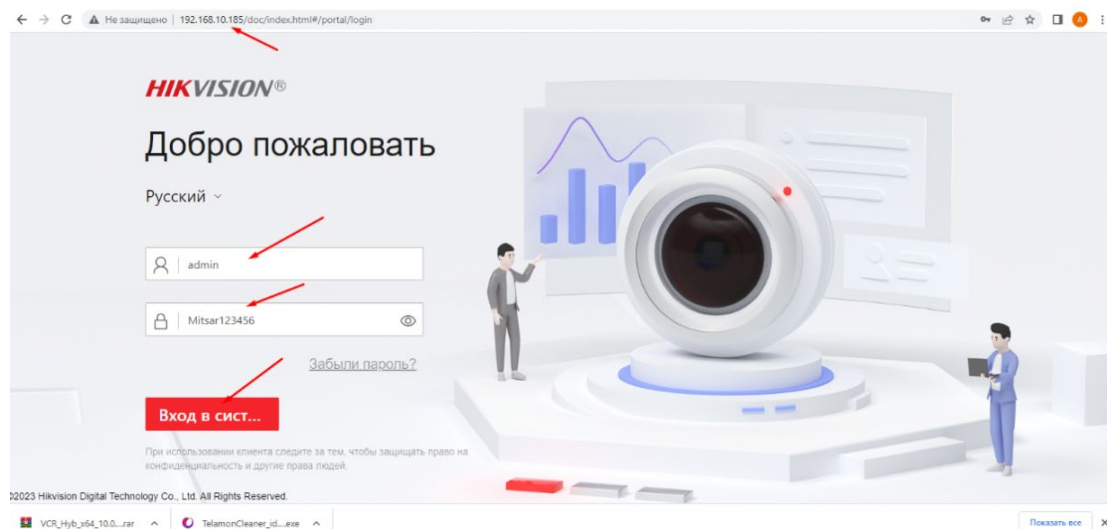 Не защищено | 192.168.10.185/doc/index.html#/portal/login
HIKVISION®
Добро пожаловать
Русский
admin
Mitsar123456
Забыли пароль?
Вход в сист...
При использовании клиента следите за тем, чтобы защищать право на
конфиденциальность и другие права людей.
©2023 Hikvision Digital Technology Co., Ltd. All Rights Reserved.
VCR_Hyb_x64_10.0....rar TelamonCleaner_id....exe Показать все